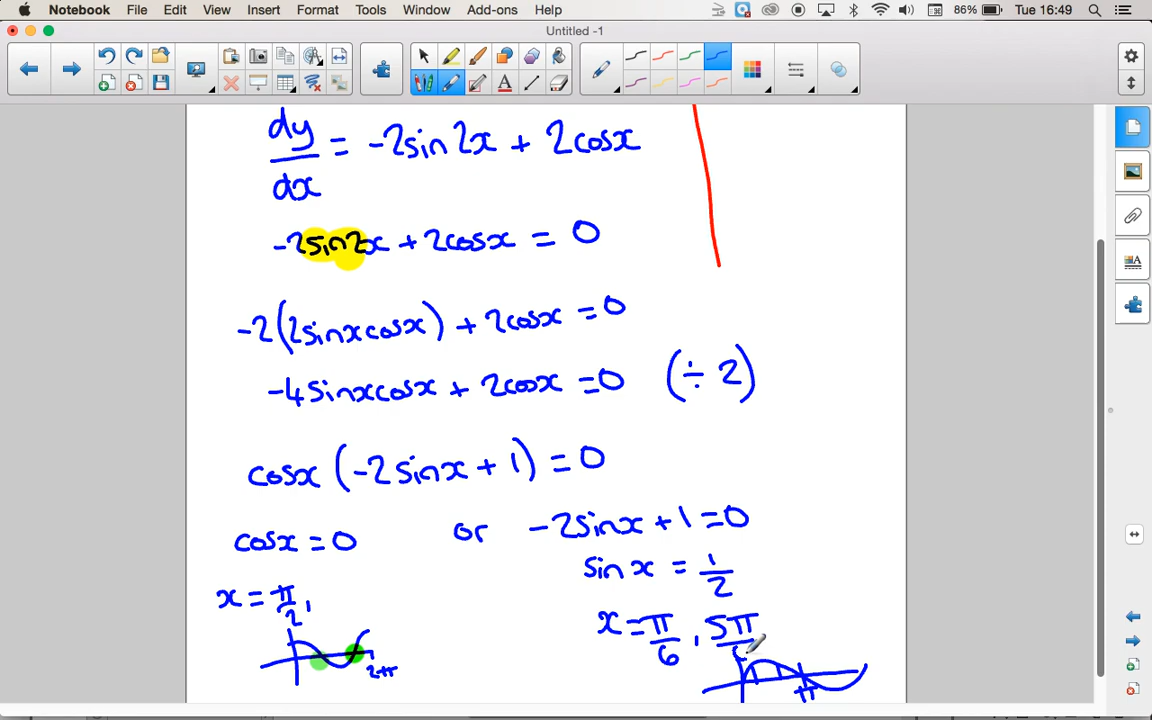 Notebook File Edit View Insert Format Tools Window Add-ons Help 86% Tue 16:49
Untitled -1
dy/dx = -2sin2x + 2cosx
-2sin2x + 2cosx = 0
-2(2sinxcosx) + 2cosx = 0
-4sinxcosx + 2cosx = 0 (÷ 2)
cosx (-2sinx + 1) = 0
cosx = 0 or -2sinx + 1 = 0
sinx = 1/2
x = π/2,
x = π/6, 5π/
2π
π